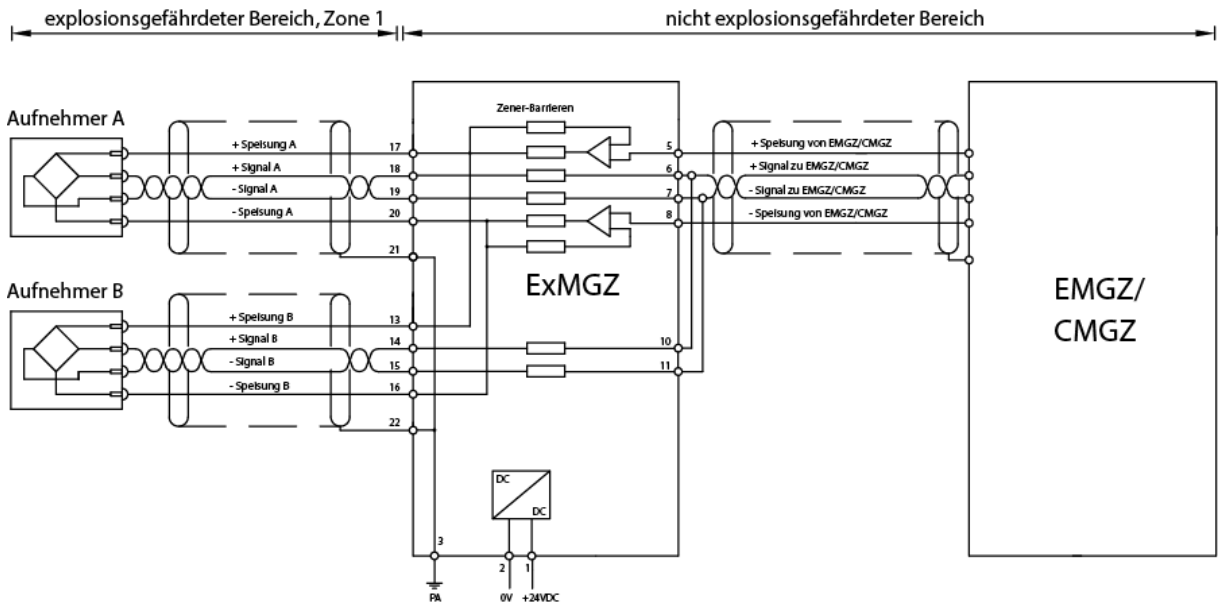 explosionsgefährdeter Bereich, Zone 1
nicht explosionsgefährdeter Bereich
Zener-Barrieren
Aufnehmer A
+ Speisung A
17
5
+ Speisung von EMGZ/CMGZ
+ Signal A
18
6
+ Signal zu EMGZ/CMGZ
- Signal A
19
7
- Signal zu EMGZ/CMGZ
- Speisung A
20
8
- Speisung von EMGZ/CMGZ
21
ExMGZ
EMGZ/
CMGZ
Aufnehmer B
+ Speisung B
13
+ Signal B
14
10
- Signal B
15
11
- Speisung B
16
22
DC
DC
3
2
1
PA
0V
+24VDC